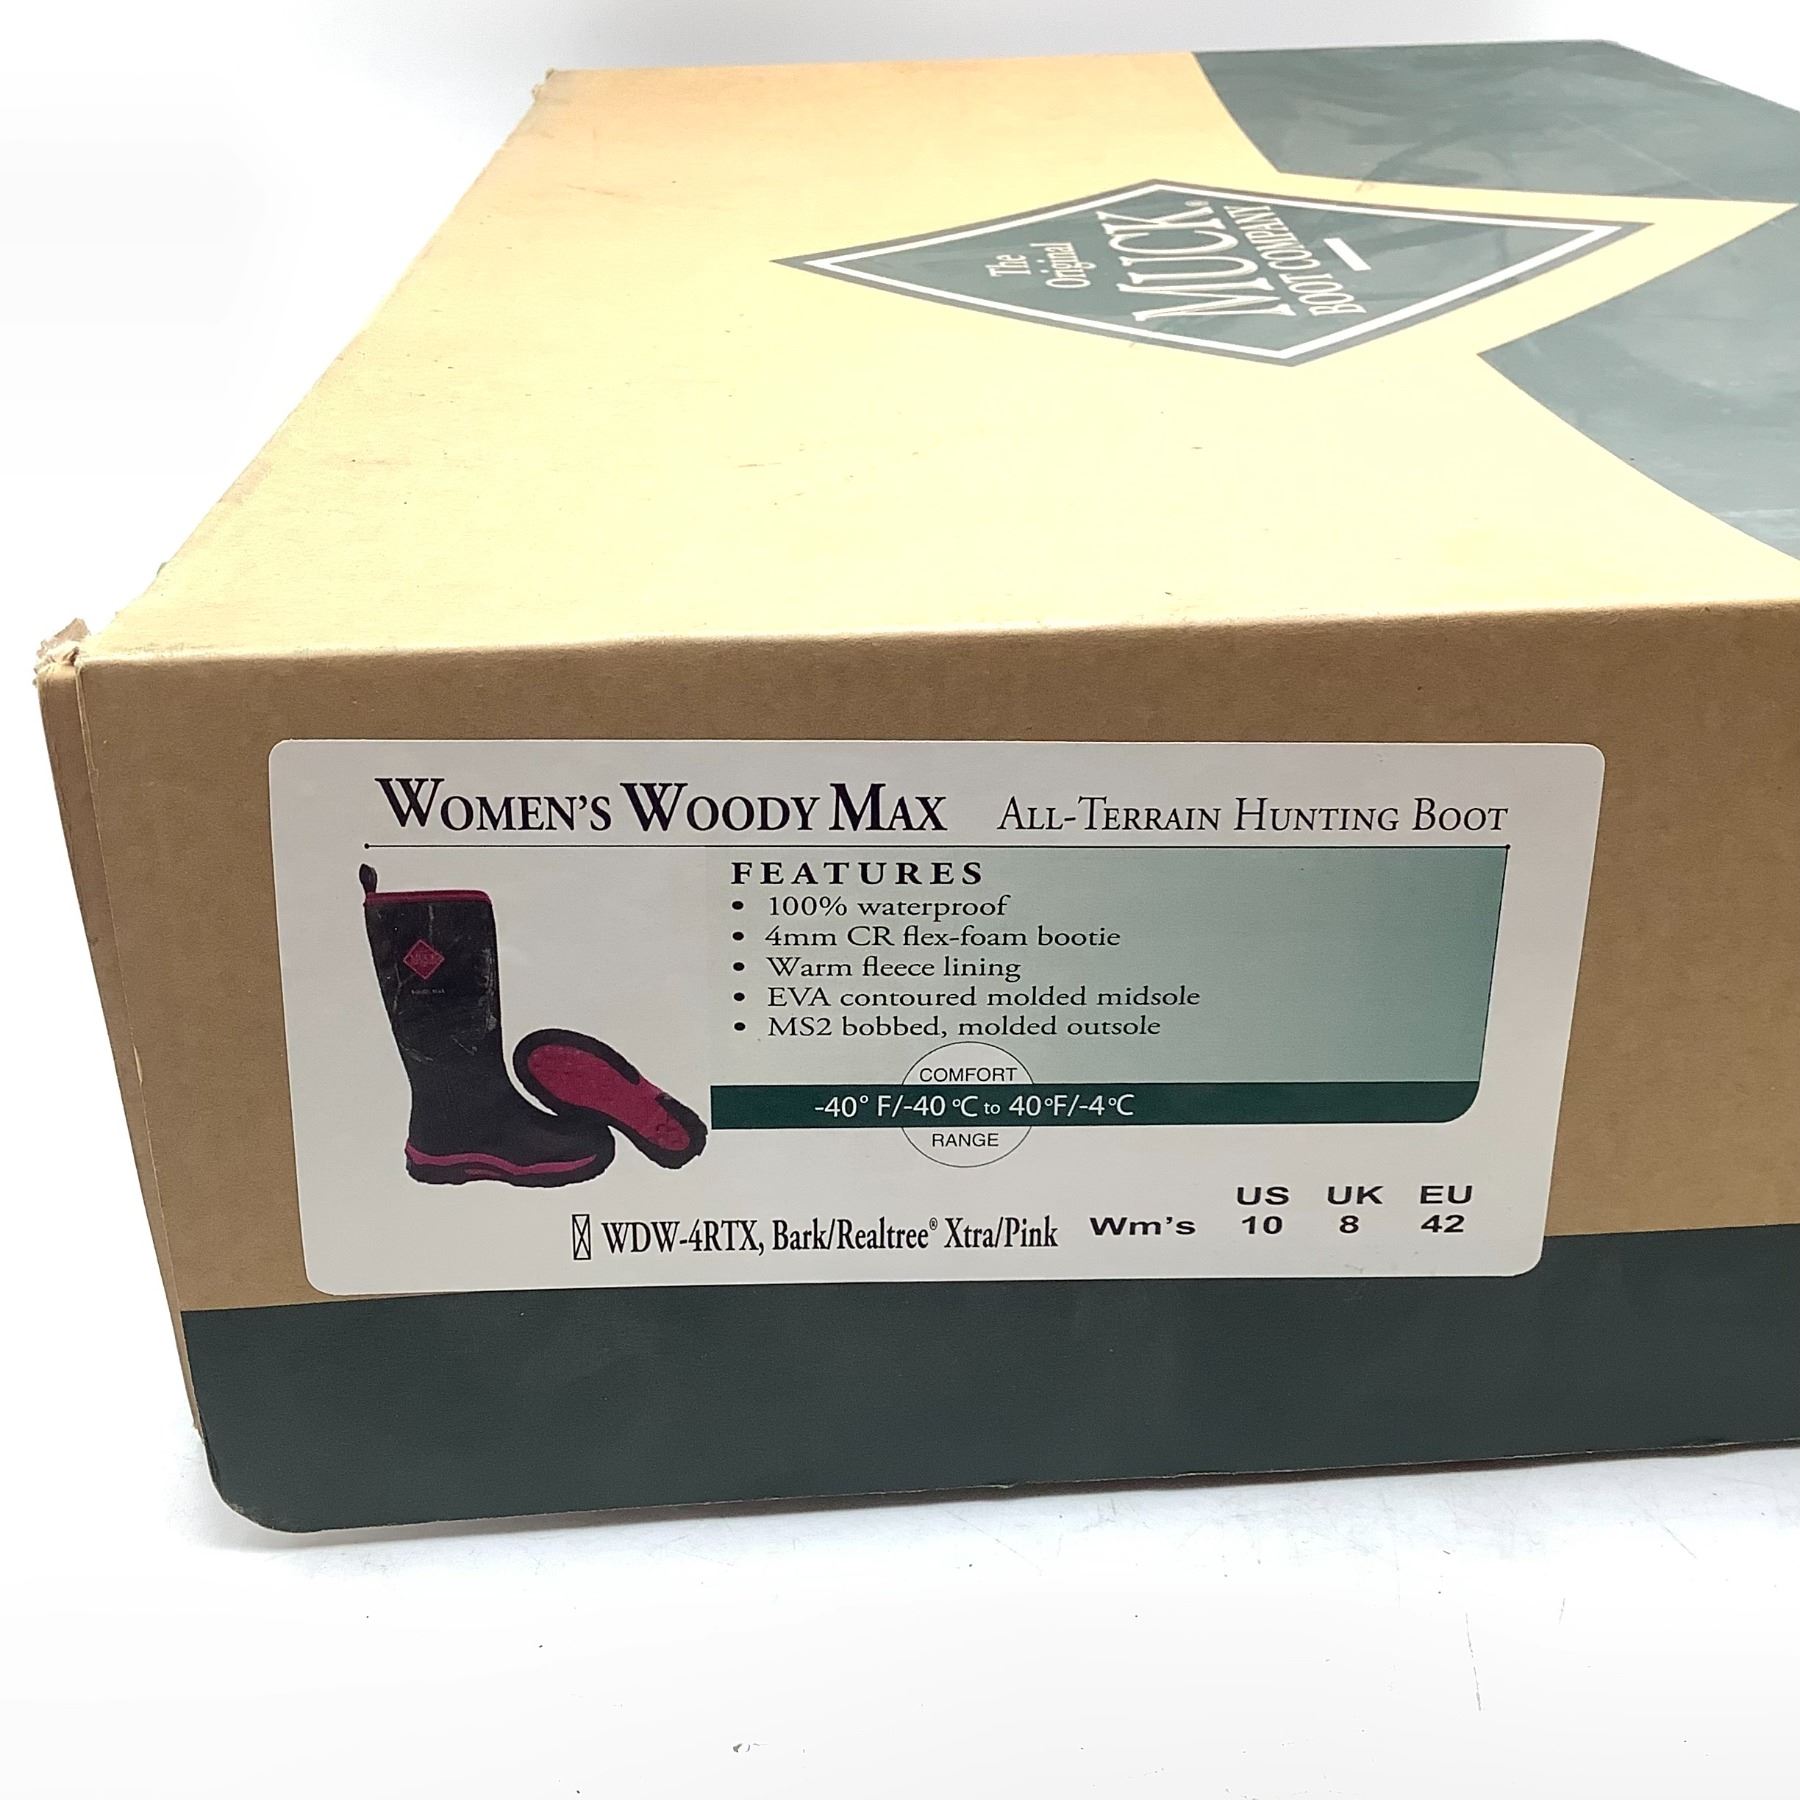 The
Original
MUCK®
BOOT COMPANY
WOMEN'S WOODY MAX ALL-TERRAIN HUNTING BOOT
FEATURES
• 100% waterproof
• 4mm CR flex-foam bootie
• Warm fleece lining
• EVA contoured molded midsole
• MS2 bobbed, molded outsole
COMFORT
-40° F/-40 °C to 40°F/-4°C
RANGE
US UK EU
WDW-4RTX, Bark/Realtree® Xtra/Pink Wm's 10 8 42